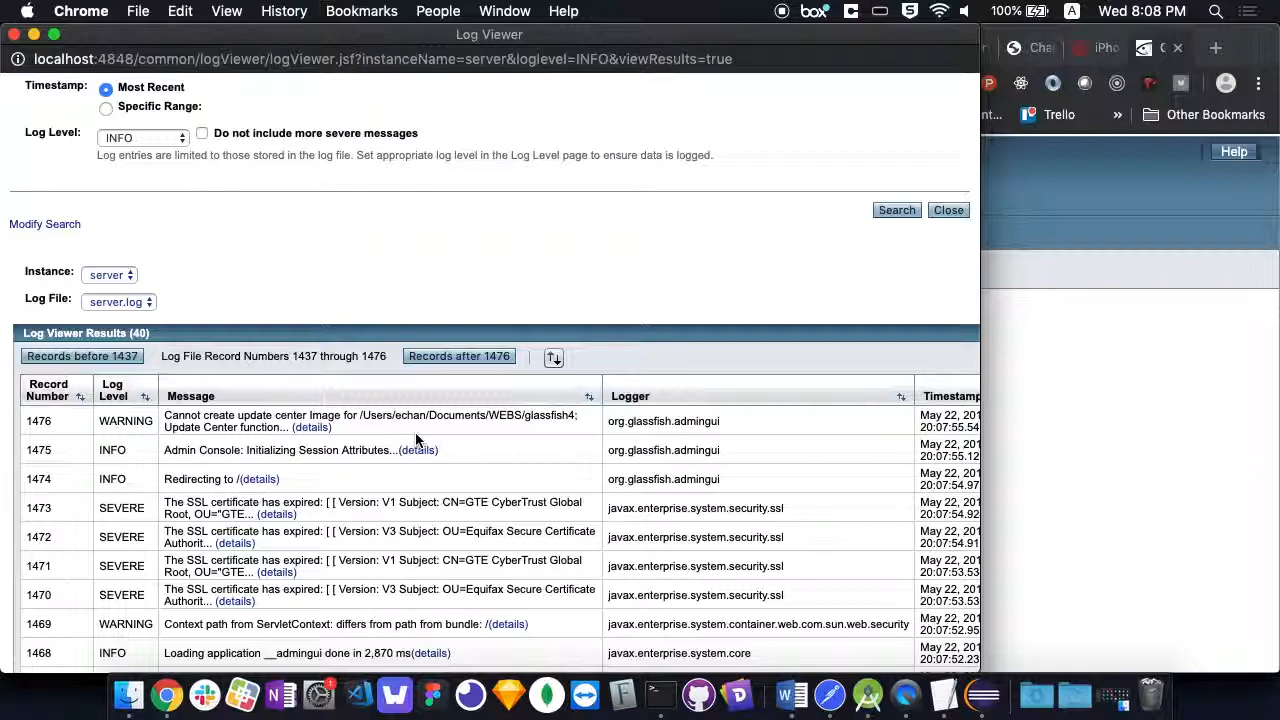 Chrome File Edit View History Bookmarks People Window Help box 100% A Wed 8:08 PM
Log Viewer
localhost:4848/common/logViewer/logViewer.jsf?instanceName=server&loglevel=INFO&viewResults=true
Cha iPho C
Trello » Other Bookmarks
Help
Timestamp: Most Recent
Specific Range:
Log Level: INFO Do not include more severe messages
Log entries are limited to those stored in the log file. Set appropriate log level in the Log Level page to ensure data is logged.
Search Close
Modify Search
Instance: server
Log File: server.log
Log Viewer Results (40)
Records before 1437 Log File Record Numbers 1437 through 1476 Records after 1476
Record Number Log Level Message Logger Timestamp
1476 WARNING Cannot create update center Image for /Users/echan/Documents/WEBS/glassfish4; org.glassfish.admingui May 22, 201
Update Center function... (details) 20:07:55.54
1475 INFO Admin Console: Initializing Session Attributes...(details) org.glassfish.admingui May 22, 201
20:07:55.12
1474 INFO Redirecting to /(details) org.glassfish.admingui May 22, 201
20:07:54.97
1473 SEVERE The SSL certificate has expired: [ [ Version: V1 Subject: CN=GTE CyberTrust Global javax.enterprise.system.security.ssl May 22, 201
Root, OU="GTE... (details) 20:07:54.92
1472 SEVERE The SSL certificate has expired: [ [ Version: V3 Subject: OU=Equifax Secure Certificate javax.enterprise.system.security.ssl May 22, 201
Authorit... (details) 20:07:54.91
1471 SEVERE The SSL certificate has expired: [ [ Version: V1 Subject: CN=GTE CyberTrust Global javax.enterprise.system.security.ssl May 22, 201
Root, OU="GTE... (details) 20:07:53.53
1470 SEVERE The SSL certificate has expired: [ [ Version: V3 Subject: OU=Equifax Secure Certificate javax.enterprise.system.security.ssl May 22, 201
Authorit... (details) 20:07:53.53
1469 WARNING Context path from ServletContext: differs from path from bundle: /(details) javax.enterprise.system.container.web.com.sun.web.security May 22, 201
20:07:52.95
1468 INFO Loading application __admingui done in 2,870 ms(details) javax.enterprise.system.core May 22, 201
20:07:52.23